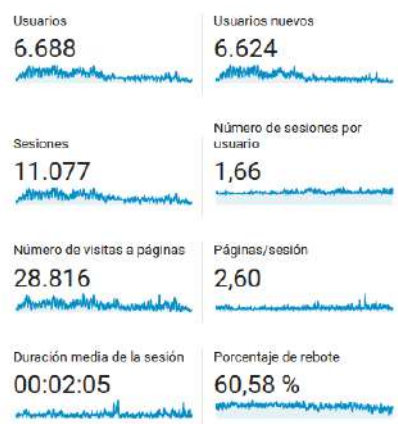 Usuarios
6.688
Usuarios nuevos
6.624
Sesiones
11.077
Número de sesiones por
usuario
1,66
Número de visitas a páginas
28.816
Páginas/sesión
2,60
Duración media de la sesión
00:02:05
Porcentaje de rebote
60,58 %